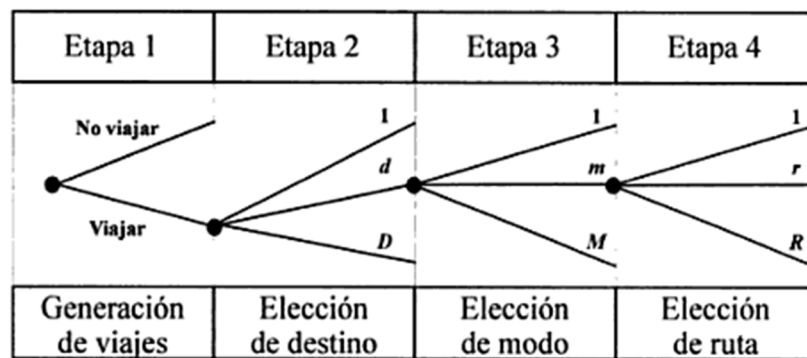 Etapa 1
Etapa 2
Etapa 3
Etapa 4
No viajar
Viajar
1
d
D
1
m
M
1
r
R
Generación
de viajes
Elección
de destino
Elección
de modo
Elección
de ruta